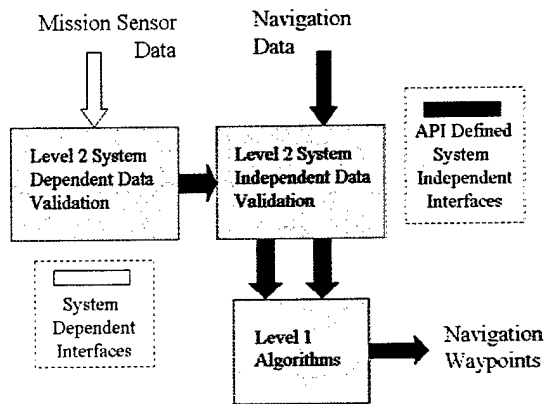 Mission Sensor
Data
Navigation
Data
Level 2 System
Dependent Data
Validation
Level 2 System
Independent Data
Validation
API Defined
System
Independent
Interfaces
System
Dependent
Interfaces
Level 1
Algorithms
Navigation
Waypoints